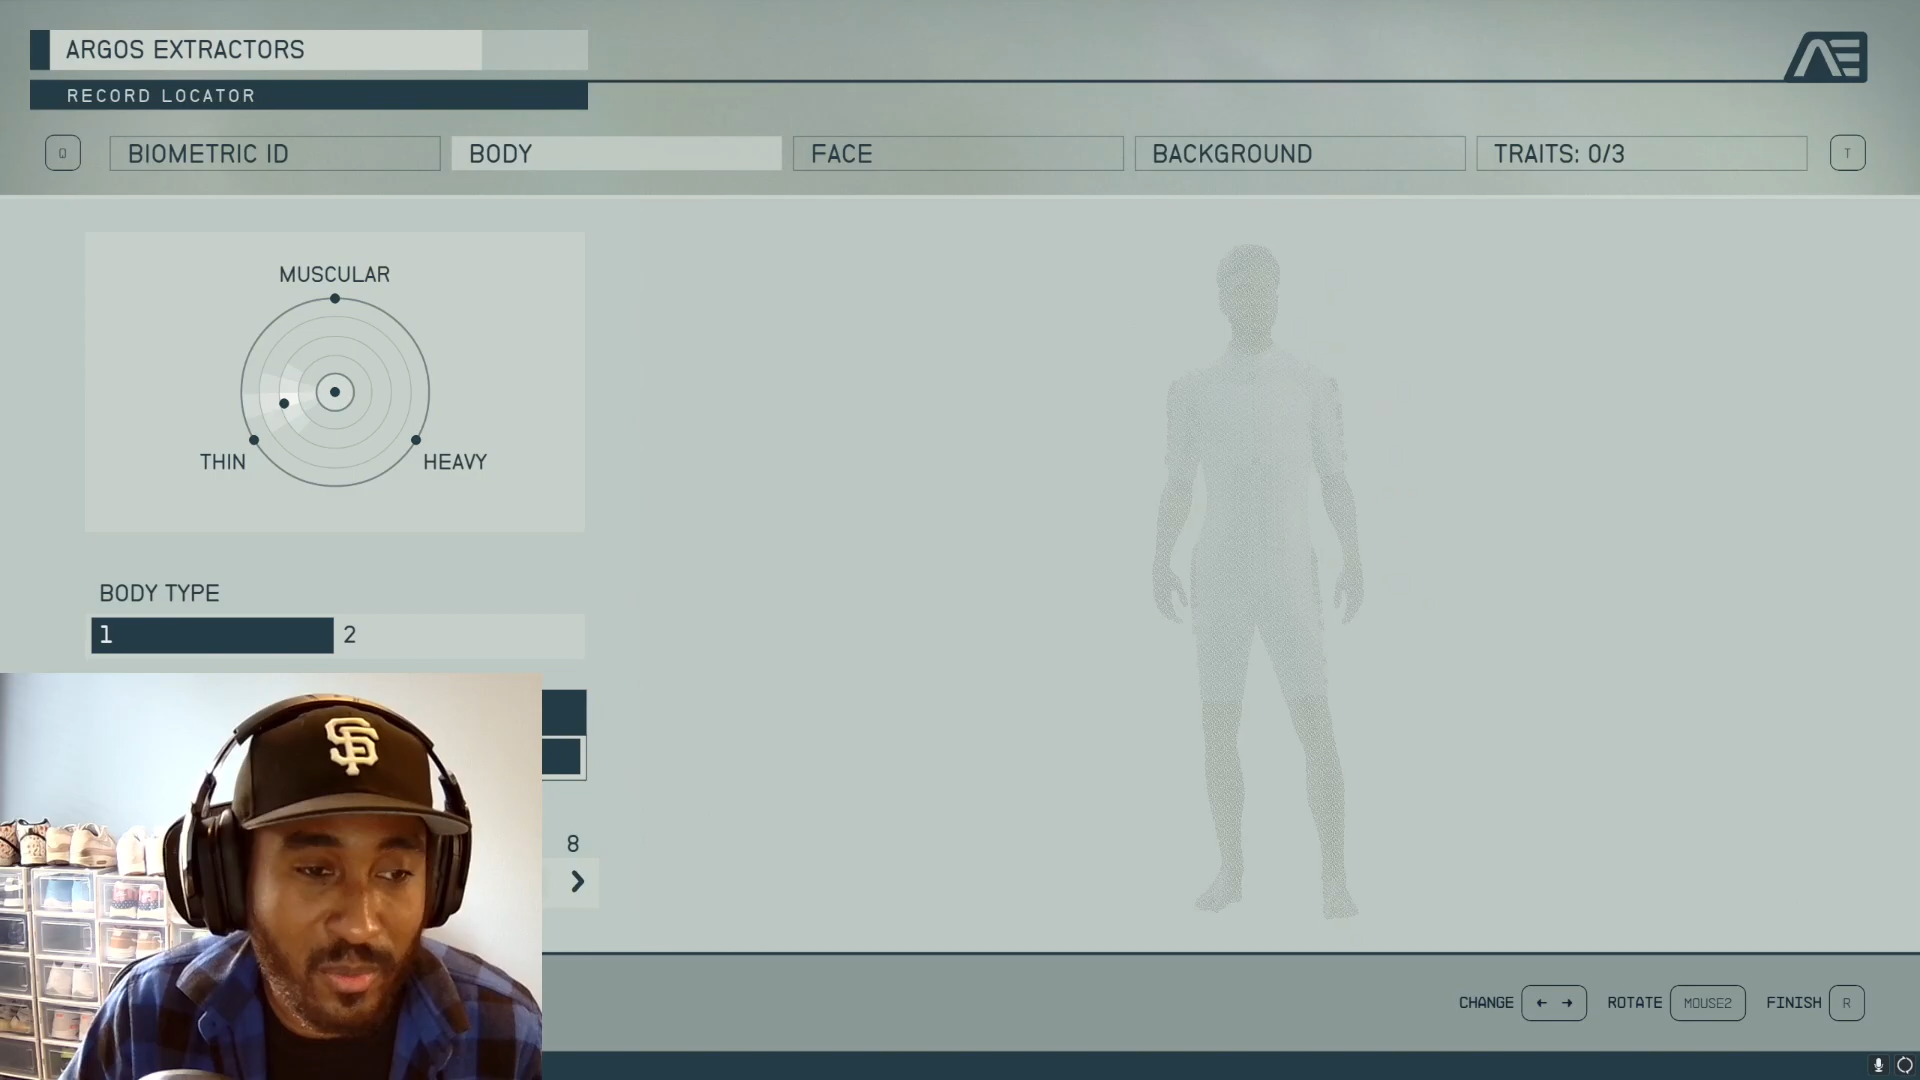 ARGOS EXTRACTORS
RECORD LOCATOR
Q
BIOMETRIC ID
BODY
FACE
BACKGROUND
TRAITS: 0/3
T
MUSCULAR
THIN
HEAVY
BODY TYPE
1
2
SF
8
CHANGE
ROTATE
MOUSE2
FINISH
R